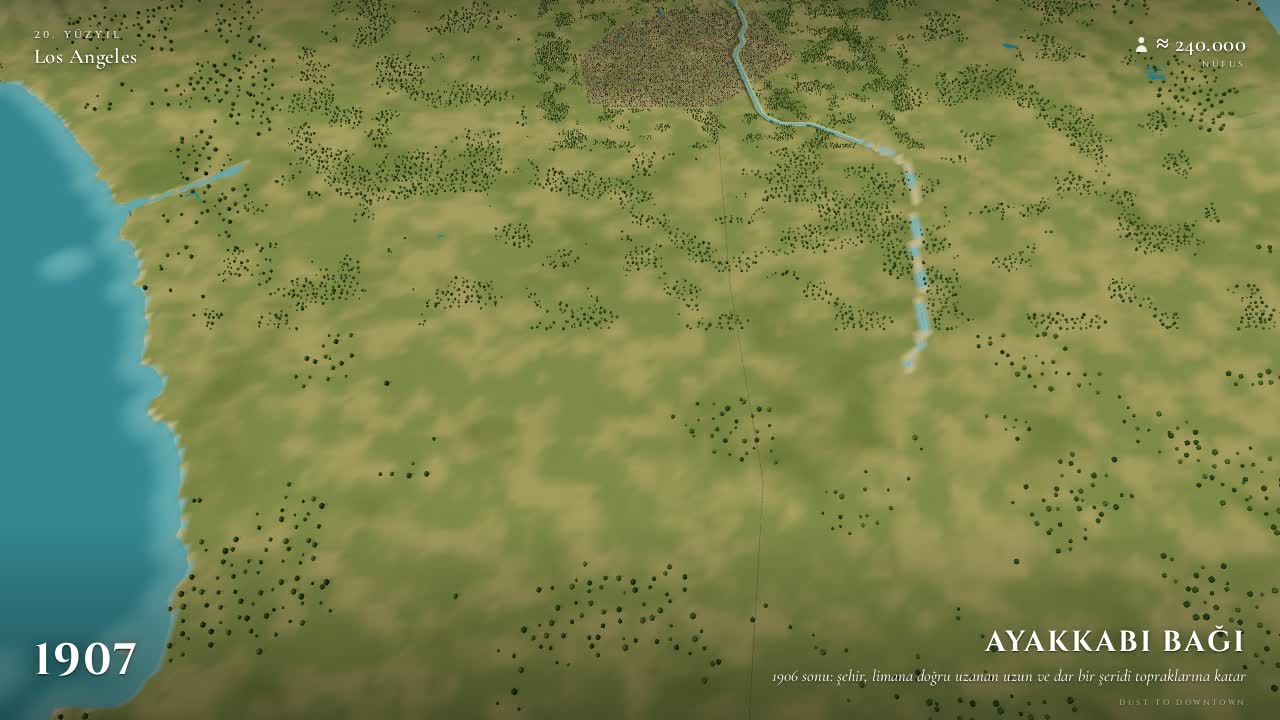 20. YÜZYIL
Los Angeles
≈ 240.000
NÜFUS
1907
AYAKKABI BAĞI
1906 sonu: şehir, limana doğru uzanan uzun ve dar bir şeridi topraklarına katar
DUST TO DOWNTOWN